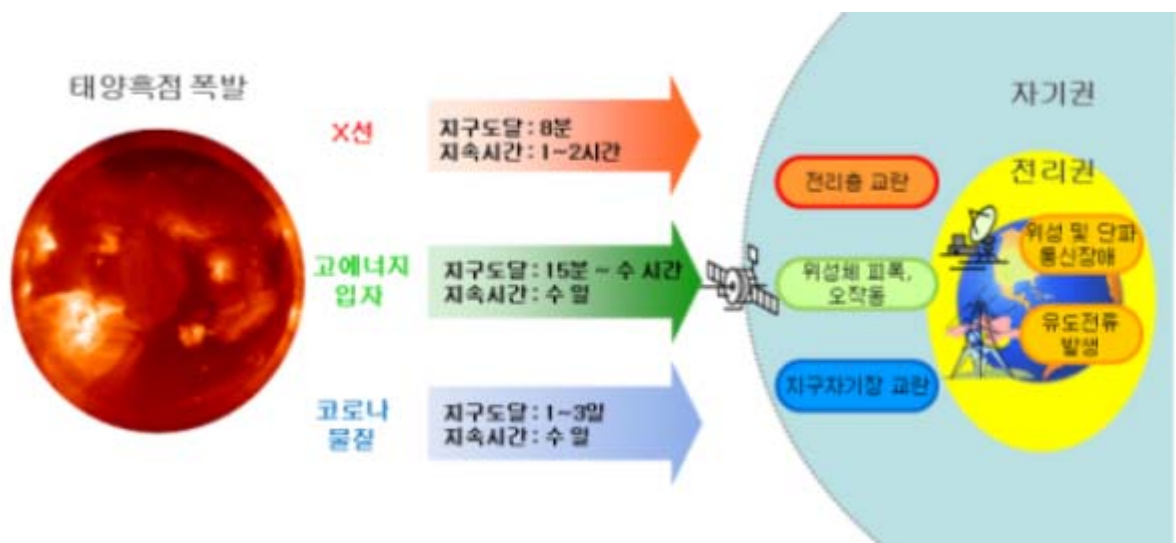 태양흑점 폭발
X선
지구도달 : 8분
지속시간 : 1~2시간
고에너지
입자
지구도달 : 15분 ~ 수 시간
지속시간 : 수 일
코로나
물질
지구도달 : 1~3일
지속시간 : 수 일
자기권
전리층 교란
위성체 피폭,
오작동
지구자기장 교란
전리권
위성 및 단파
통신장애
유도전류
발생